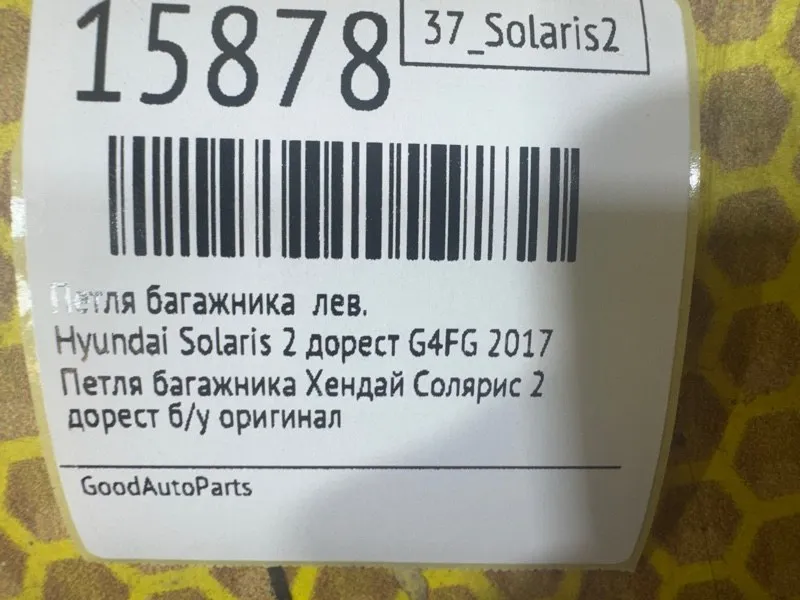 15878
37_Solaris2
Петля багажника лев.
Hyundai Solaris 2 дорест G4FG 2017
Петля багажника Хендай Солярис 2
дорест б/у оригинал
GoodAutoParts